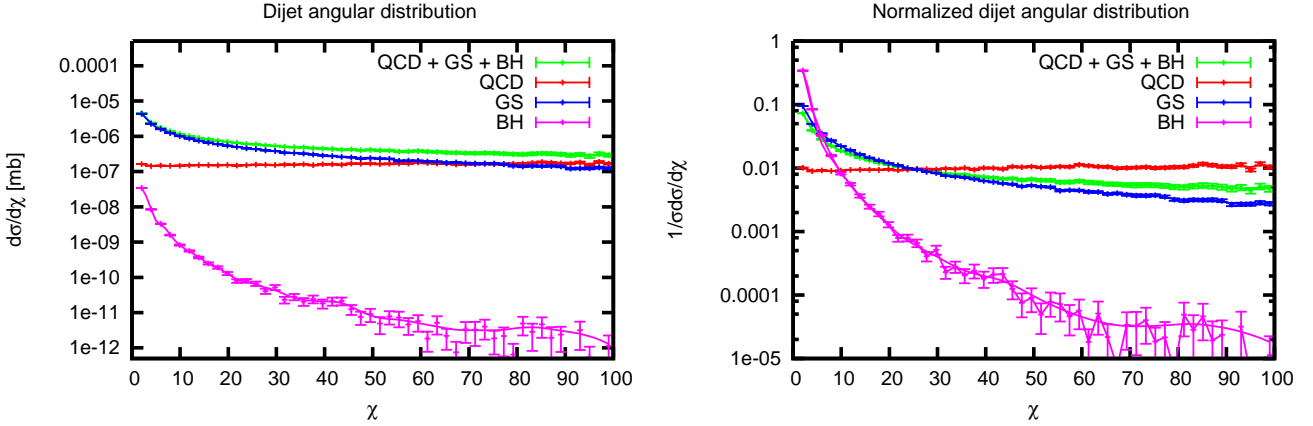 Dijet angular distribution
dσ/dχ [mb]
0.0001
1e-05
1e-06
1e-07
1e-08
1e-09
1e-10
1e-11
1e-12
0 10 20 30 40 50 60 70 80 90 100
χ
QCD + GS + BH
QCD
GS
BH
Normalized dijet angular distribution
1/σdσ/dχ
1
0.1
0.01
0.001
0.0001
1e-05
0 10 20 30 40 50 60 70 80 90 100
χ
QCD + GS + BH
QCD
GS
BH